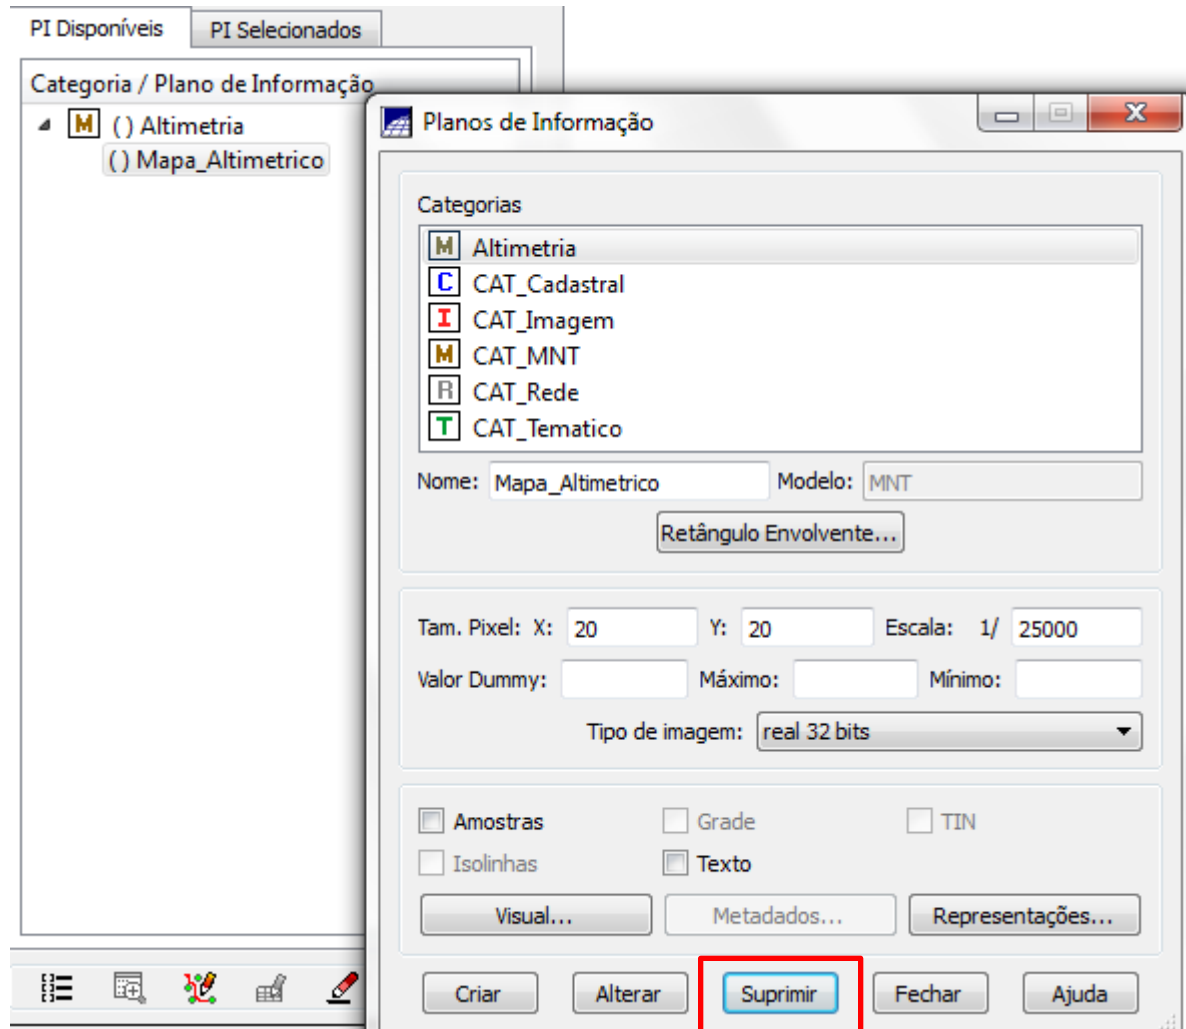 PI Disponíveis PI Selecionados
Categoria / Plano de Informação
M ( ) Altimetria
( ) Mapa_Altimetrico
Planos de Informação
Categorias
M Altimetria
C CAT_Cadastral
I CAT_Imagem
M CAT_MNT
R CAT_Rede
T CAT_Tematico
Nome: Mapa_Altimetrico Modelo: MNT
Retângulo Envolvente...
Tam. Pixel: X: 20 Y: 20 Escala: 1/ 25000
Valor Dummy: Máximo: Mínimo:
Tipo de imagem: real 32 bits
Amostras Grade TIN
Isolinhas Texto
Visual... Metadados... Representações...
Criar Alterar Suprimir Fechar Ajuda